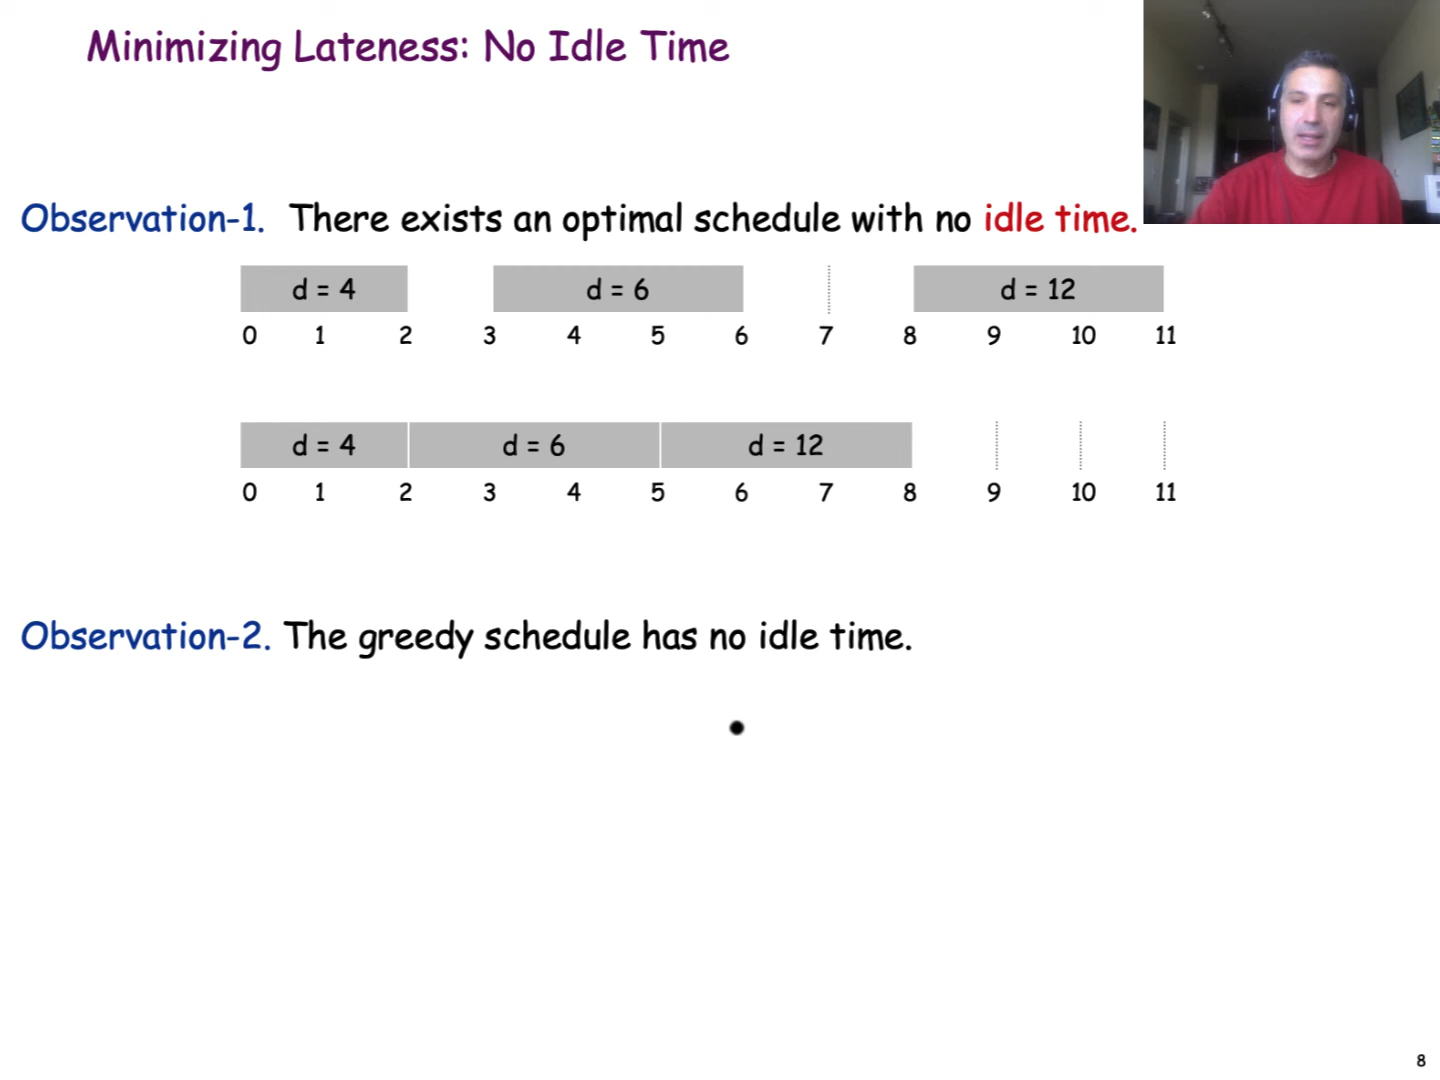 Minimizing Lateness: No Idle Time
Observation-1. There exists an optimal schedule with no idle time.
d = 4 d = 6 d = 12
0 1 2 3 4 5 6 7 8 9 10 11
d = 4 d = 6 d = 12
0 1 2 3 4 5 6 7 8 9 10 11
Observation-2. The greedy schedule has no idle time.
8